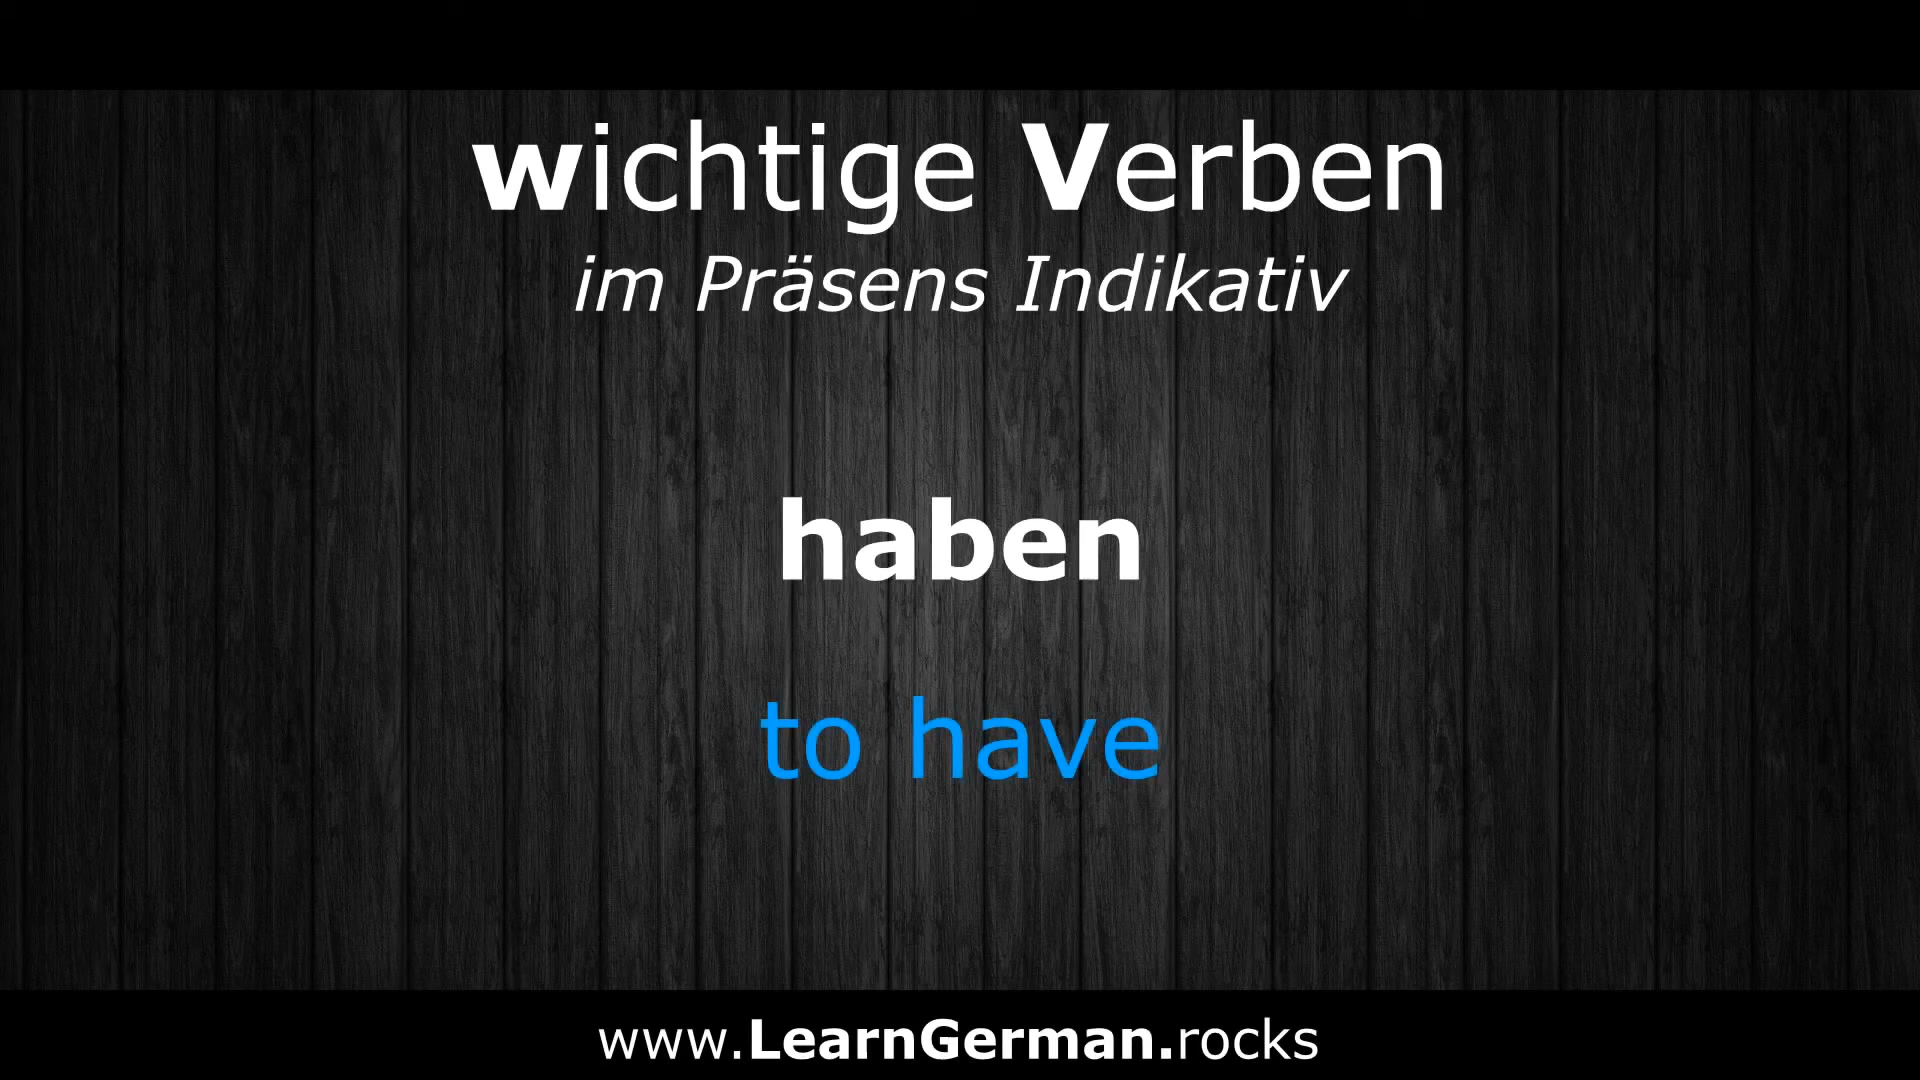 wichtige Verben
im Präsens Indikativ
haben
to have
www.LearnGerman.rocks